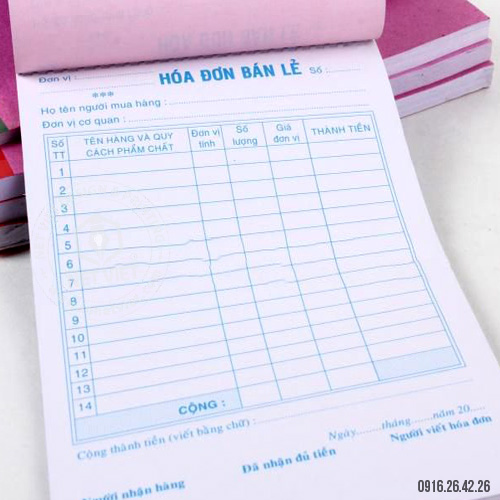 Đơn vị :
HÓA ĐƠN BÁN LẺ
Số :
***
Họ tên người mua hàng :
Đơn vị cơ quan :
Số TT
TÊN HÀNG VÀ QUY CÁCH PHẨM CHẤT
Đơn vị tính
Số lượng
Giá đơn vị
THÀNH TIỀN
1
2
3
4
5
6
7
8
9
10
11
12
13
14
CỘNG :
Cộng thành tiền (viết bằng chữ) :
Ngày......tháng......năm 20.....
Người nhận hàng
Đã nhận đủ tiền
Người viết hóa đơn
0916.26.42.26